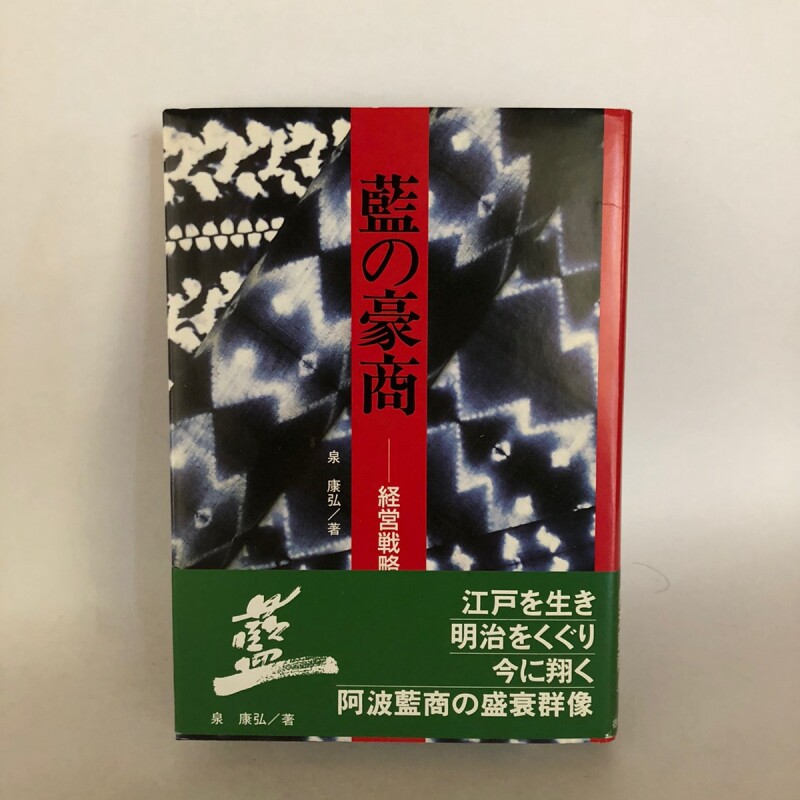 藍の豪商
──経営戦略
泉 康弘/著
江戸を生き
明治をくぐり
今に翔く
阿波藍商の盛衰群像
藍
泉 康弘/著